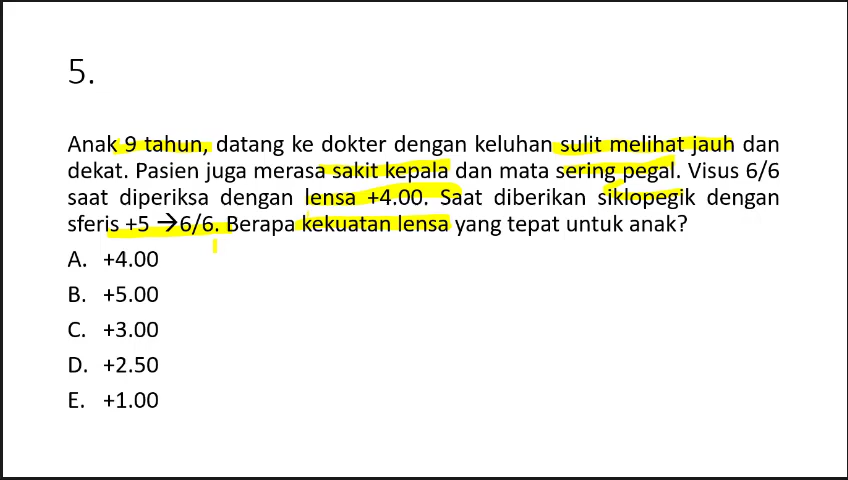 5.
Anak 9 tahun, datang ke dokter dengan keluhan sulit melihat jauh dan
dekat. Pasien juga merasa sakit kepala dan mata sering pegal. Visus 6/6
saat diperiksa dengan lensa +4.00. Saat diberikan siklopegik dengan
sferis +5 →6/6. Berapa kekuatan lensa yang tepat untuk anak?
A. +4.00
B. +5.00
C. +3.00
D. +2.50
E. +1.00